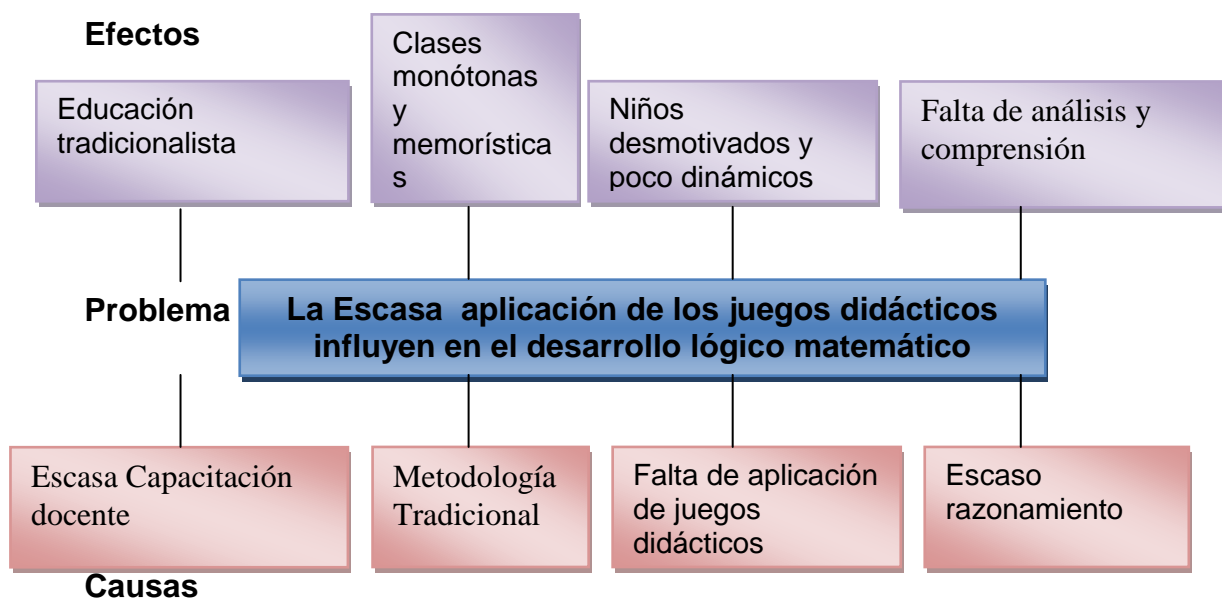 Efectos
Educación
tradicionalista
Clases
monótonas
y
memorística
s
Niños
desmotivados y
poco dinámicos
Falta de análisis y
comprensión
Problema
La Escasa  aplicación de los juegos didácticos
influyen en el desarrollo lógico matemático
Escasa Capacitación
docente
Metodología
Tradicional
Falta de aplicación
de juegos
didácticos
Escaso
razonamiento
Causas